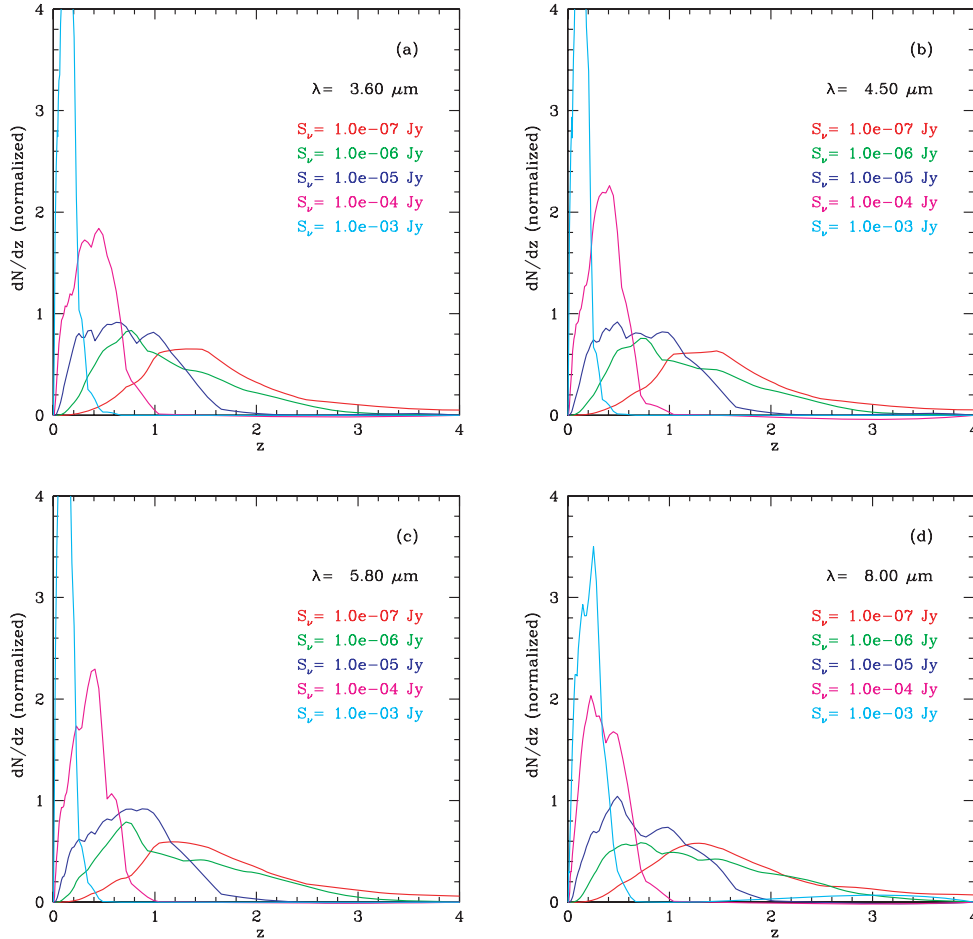 4
3
2
1
0
dN/dz (normalized)
(a)
λ= 3.60 μm
S_ν= 1.0e−07 Jy
S_ν= 1.0e−06 Jy
S_ν= 1.0e−05 Jy
S_ν= 1.0e−04 Jy
S_ν= 1.0e−03 Jy
0 1 2 3 4
z
4
3
2
1
0
dN/dz (normalized)
(b)
λ= 4.50 μm
S_ν= 1.0e−07 Jy
S_ν= 1.0e−06 Jy
S_ν= 1.0e−05 Jy
S_ν= 1.0e−04 Jy
S_ν= 1.0e−03 Jy
0 1 2 3 4
z
4
3
2
1
0
dN/dz (normalized)
(c)
λ= 5.80 μm
S_ν= 1.0e−07 Jy
S_ν= 1.0e−06 Jy
S_ν= 1.0e−05 Jy
S_ν= 1.0e−04 Jy
S_ν= 1.0e−03 Jy
0 1 2 3 4
z
4
3
2
1
0
dN/dz (normalized)
(d)
λ= 8.00 μm
S_ν= 1.0e−07 Jy
S_ν= 1.0e−06 Jy
S_ν= 1.0e−05 Jy
S_ν= 1.0e−04 Jy
S_ν= 1.0e−03 Jy
0 1 2 3 4
z